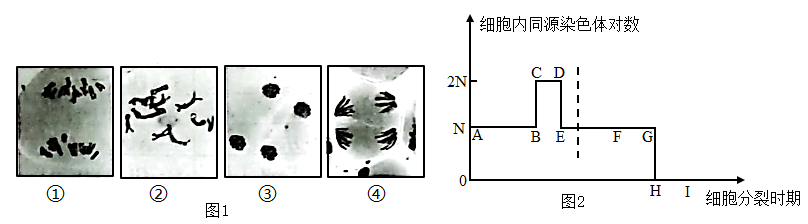 ① ② ③ ④
图1
细胞内同源染色体对数
2N
C D
N
A B E F G
0
H I
细胞分裂时期
图2